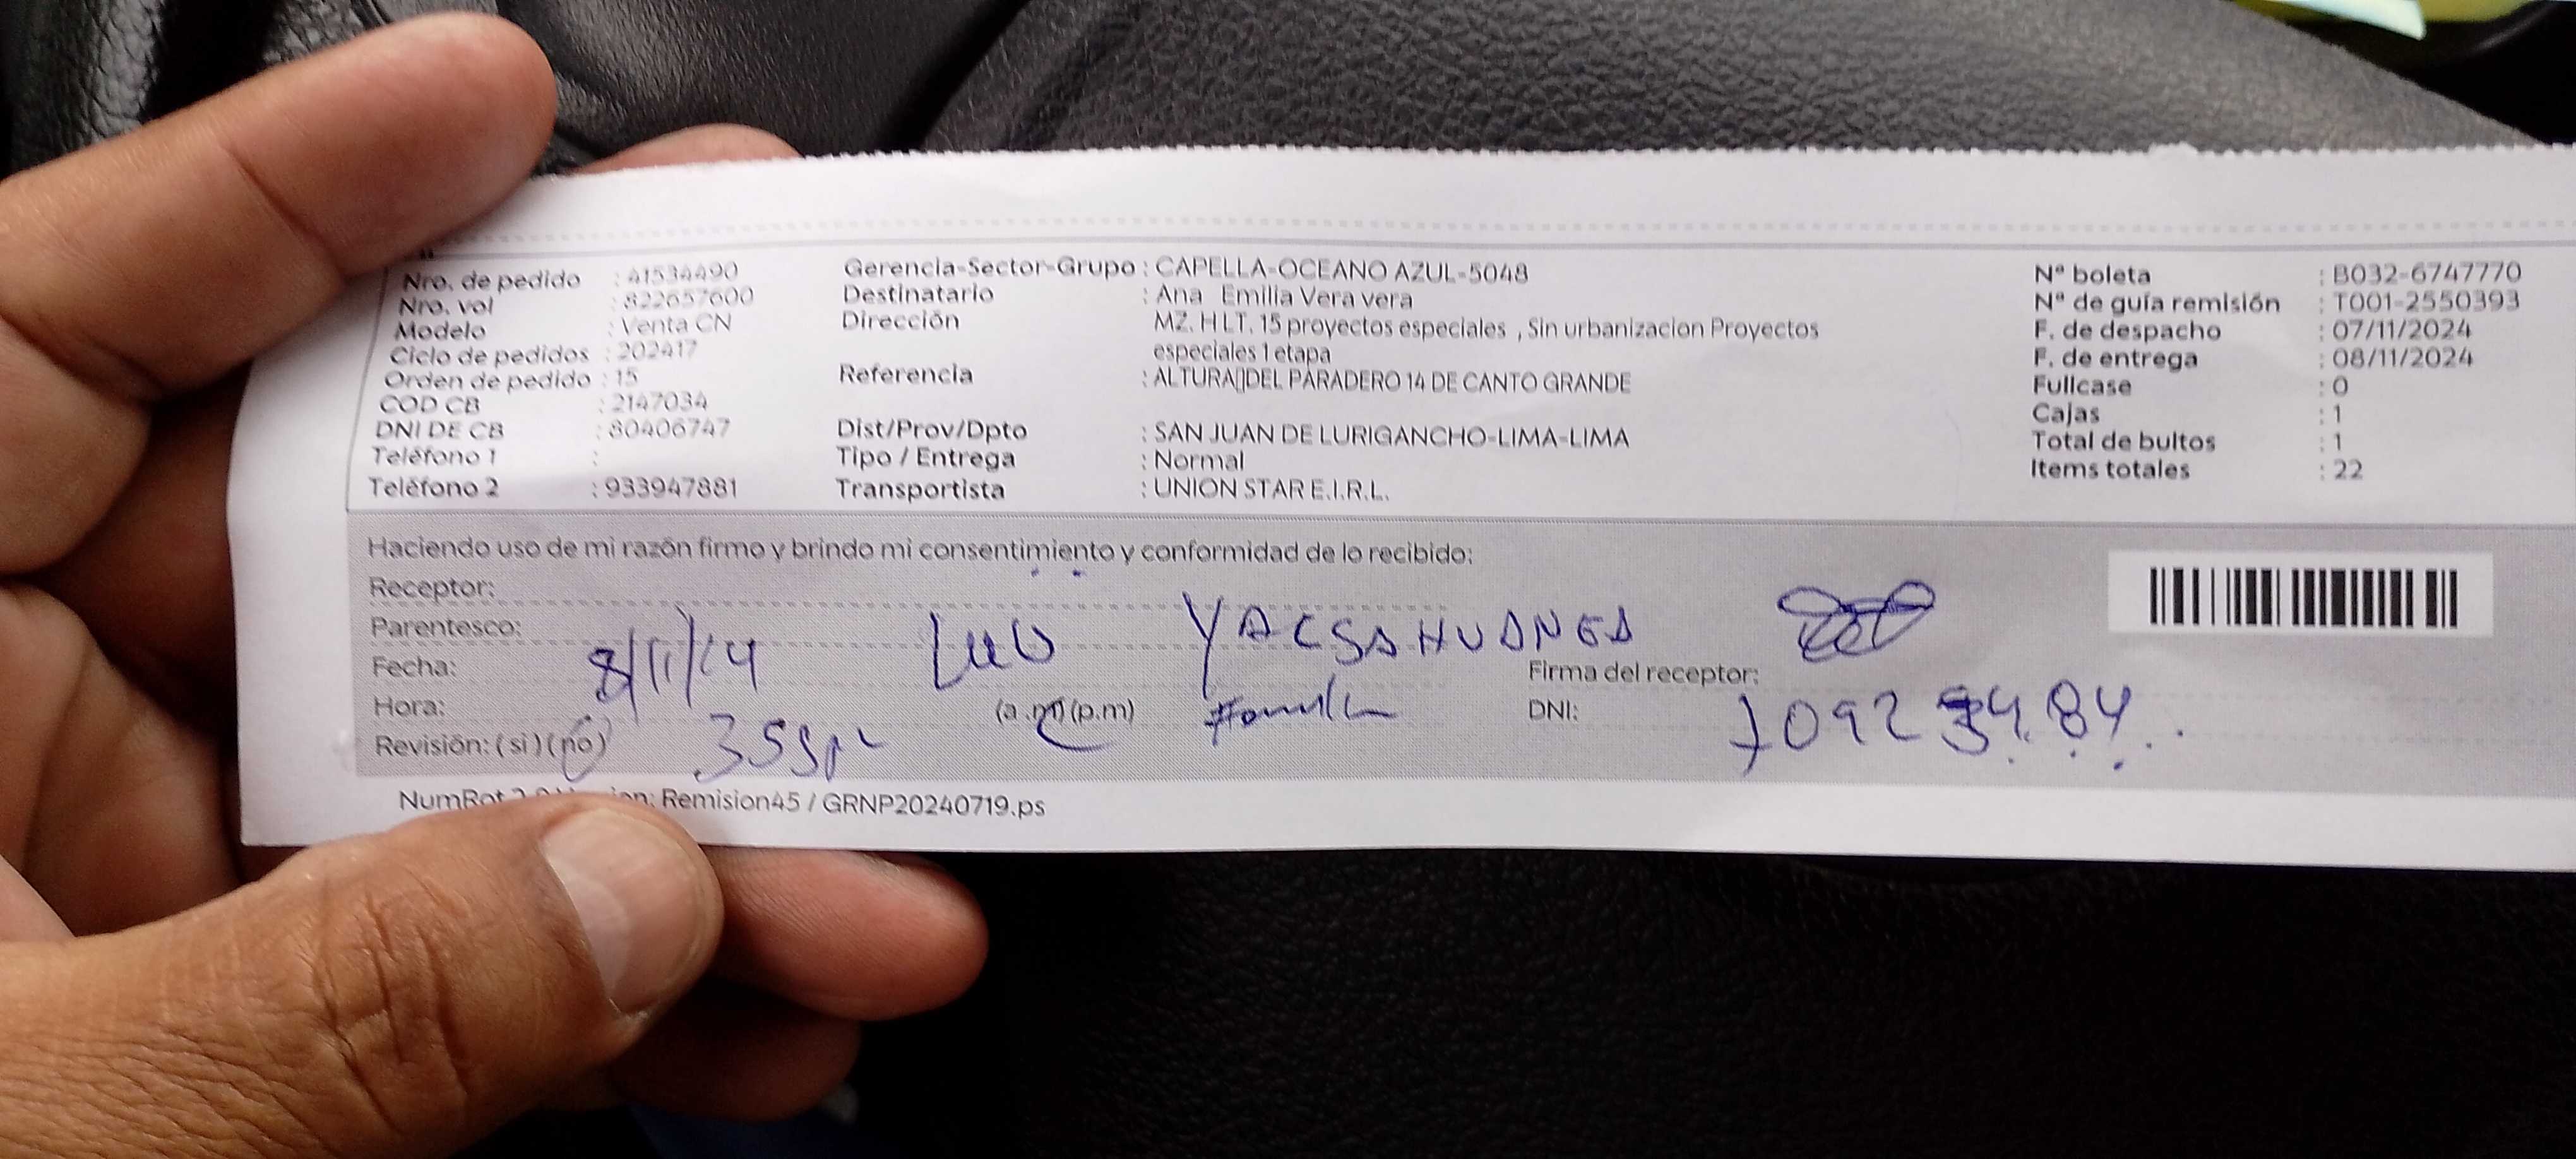 Nro. de pedido : 41534490
Nro. vol : 822657600
Modelo : Venta CN
Ciclo de pedidos : 202417
Orden de pedido : 15
COD CB : 2147034
DNI DE CB : 80406747
Teléfono 1 :
Teléfono 2 : 933947881
Gerencia-Sector-Grupo : CAPELLA-OCEANO AZUL-5048
Destinatario : Ana Emilia Vera vera
Dirección MZ. H LT. 15 proyectos especiales , Sin urbanizacion Proyectos
especiales 1 etapa
Referencia : ALTURA▯DEL PARADERO 14 DE CANTO GRANDE
Dist/Prov/Dpto : SAN JUAN DE LURIGANCHO-LIMA-LIMA
Tipo / Entrega : Normal
Transportista : UNION STAR E.I.R.L.
Nº boleta : B032-6747770
Nº de guía remisión : T001-2550393
F. de despacho : 07/11/2024
F. de entrega : 08/11/2024
Fullcase : 0
Cajas : 1
Total de bultos : 1
Items totales : 22
Haciendo uso de mi razón firmo y brindo mi consentimiento y conformidad de lo recibido:
Receptor:
Parentesco: YACSAHUANGA
Fecha: 8/11/24
Firma del receptor:
Hora: (a.m) (p.m)
DNI:
Revisión: (si) (no)
Remision45 / GRNP20240719.ps